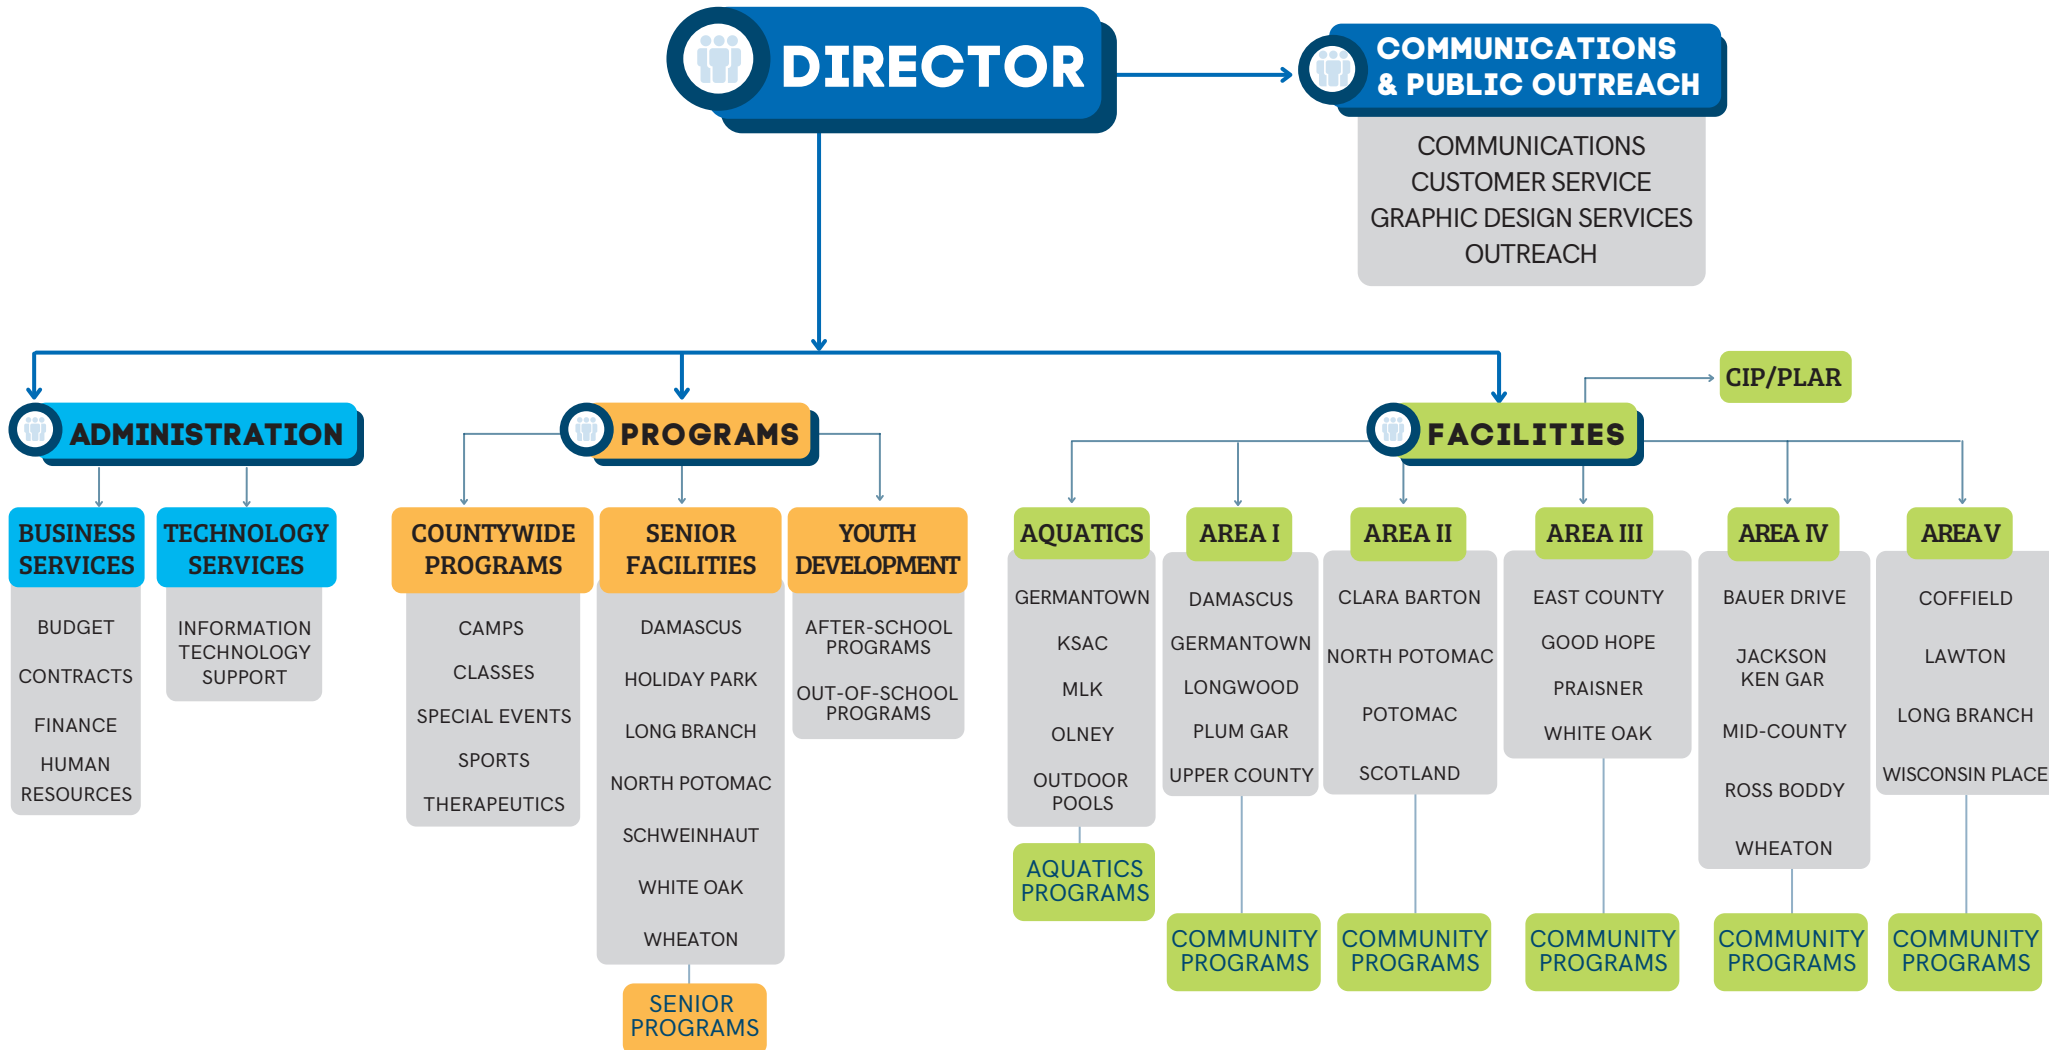 DIRECTOR
COMMUNICATIONS
& PUBLIC OUTREACH
COMMUNICATIONS
CUSTOMER SERVICE
GRAPHIC DESIGN SERVICES
OUTREACH
CIP/PLAR
ADMINISTRATION
PROGRAMS
FACILITIES
BUSINESS
SERVICES
BUDGET
CONTRACTS
FINANCE
HUMAN
RESOURCES
TECHNOLOGY
SERVICES
INFORMATION
TECHNOLOGY
SUPPORT
COUNTYWIDE
PROGRAMS
CAMPS
CLASSES
SPECIAL EVENTS
SPORTS
THERAPEUTICS
SENIOR
FACILITIES
DAMASCUS
HOLIDAY PARK
LONG BRANCH
NORTH POTOMAC
SCHWEINHAUT
WHITE OAK
WHEATON
SENIOR
PROGRAMS
YOUTH
DEVELOPMENT
AFTER-SCHOOL
PROGRAMS
OUT-OF-SCHOOL
PROGRAMS
AQUATICS
GERMANTOWN
KSAC
MLK
OLNEY
OUTDOOR
POOLS
AQUATICS
PROGRAMS
AREA I
DAMASCUS
GERMANTOWN
LONGWOOD
PLUM GAR
UPPER COUNTY
COMMUNITY
PROGRAMS
AREA II
CLARA BARTON
NORTH POTOMAC
POTOMAC
SCOTLAND
COMMUNITY
PROGRAMS
AREA III
EAST COUNTY
GOOD HOPE
PRAISNER
WHITE OAK
COMMUNITY
PROGRAMS
AREA IV
BAUER DRIVE
JACKSON
KEN GAR
MID-COUNTY
ROSS BODDY
WHEATON
COMMUNITY
PROGRAMS
AREA V
COFFIELD
LAWTON
LONG BRANCH
WISCONSIN PLACE
COMMUNITY
PROGRAMS